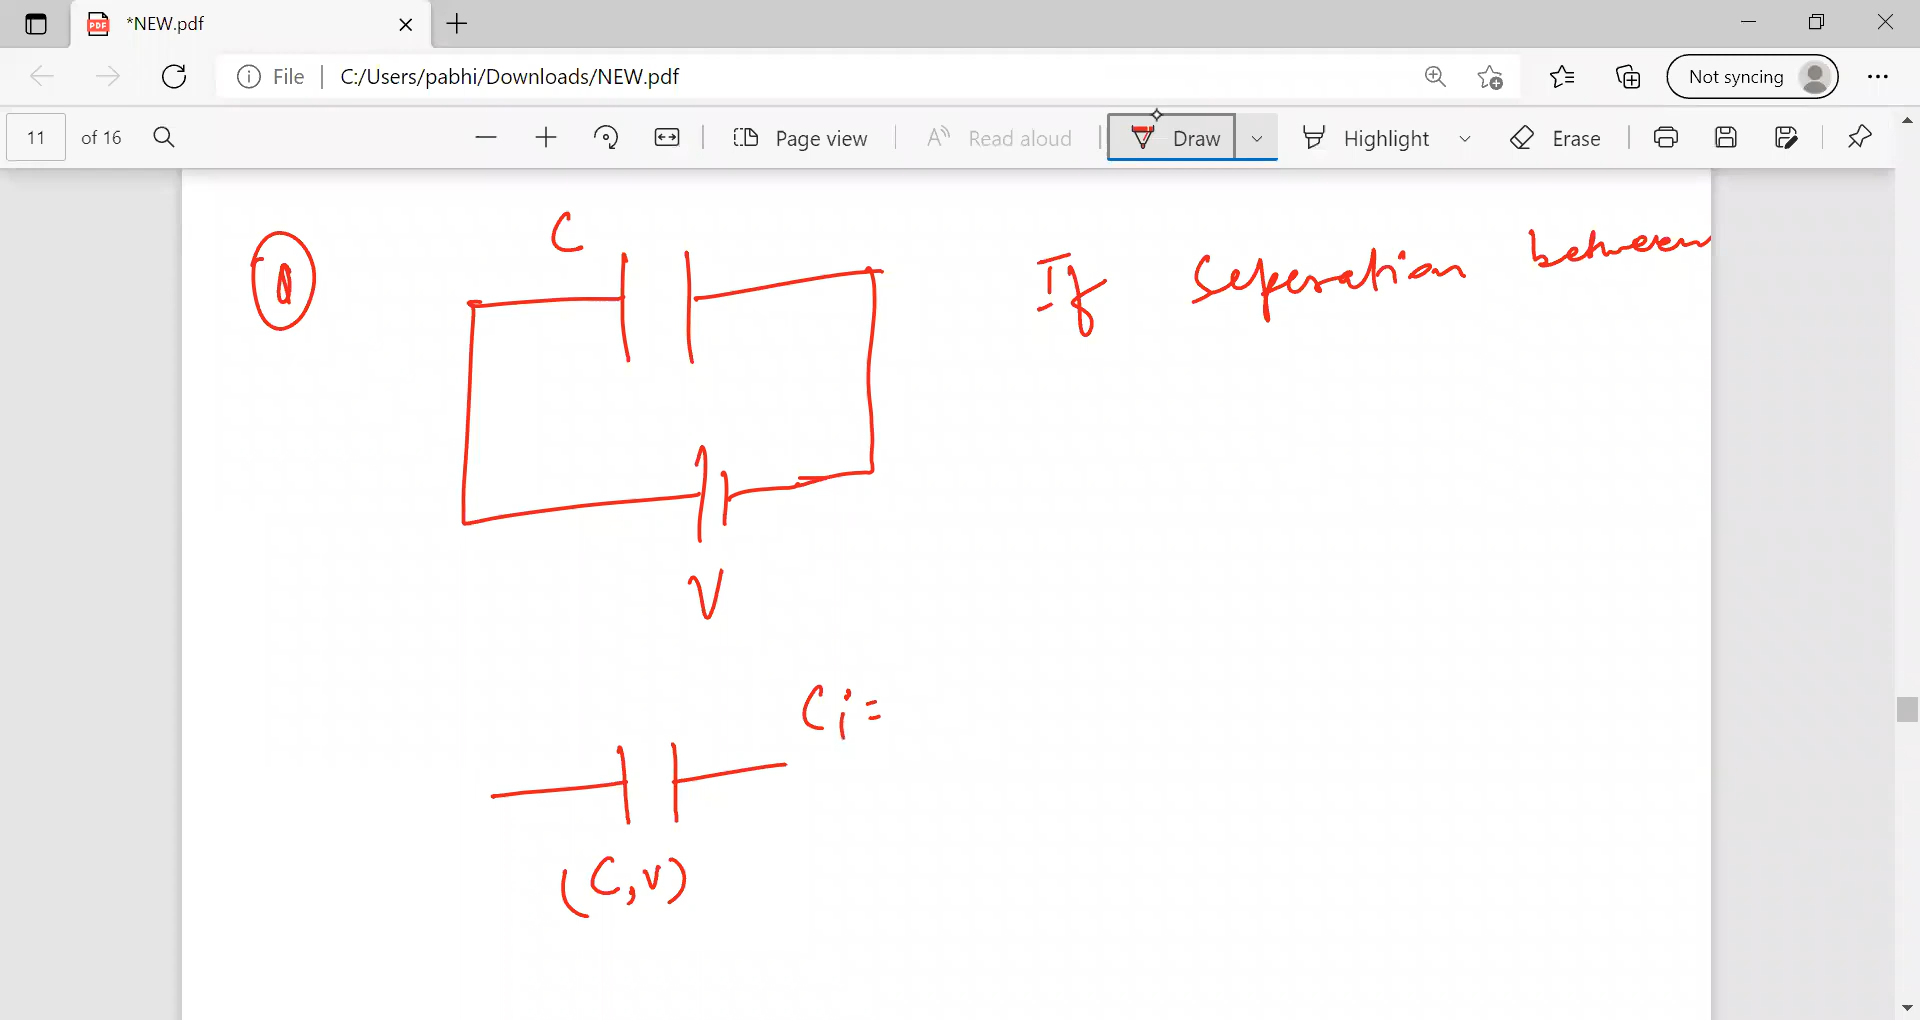 *NEW.pdf
File | C:/Users/pabhi/Downloads/NEW.pdf
Not syncing
11 of 16
Page view
Read aloud
Draw
Highlight
Erase
C
If seperation between
V
Ci=
(C,V)